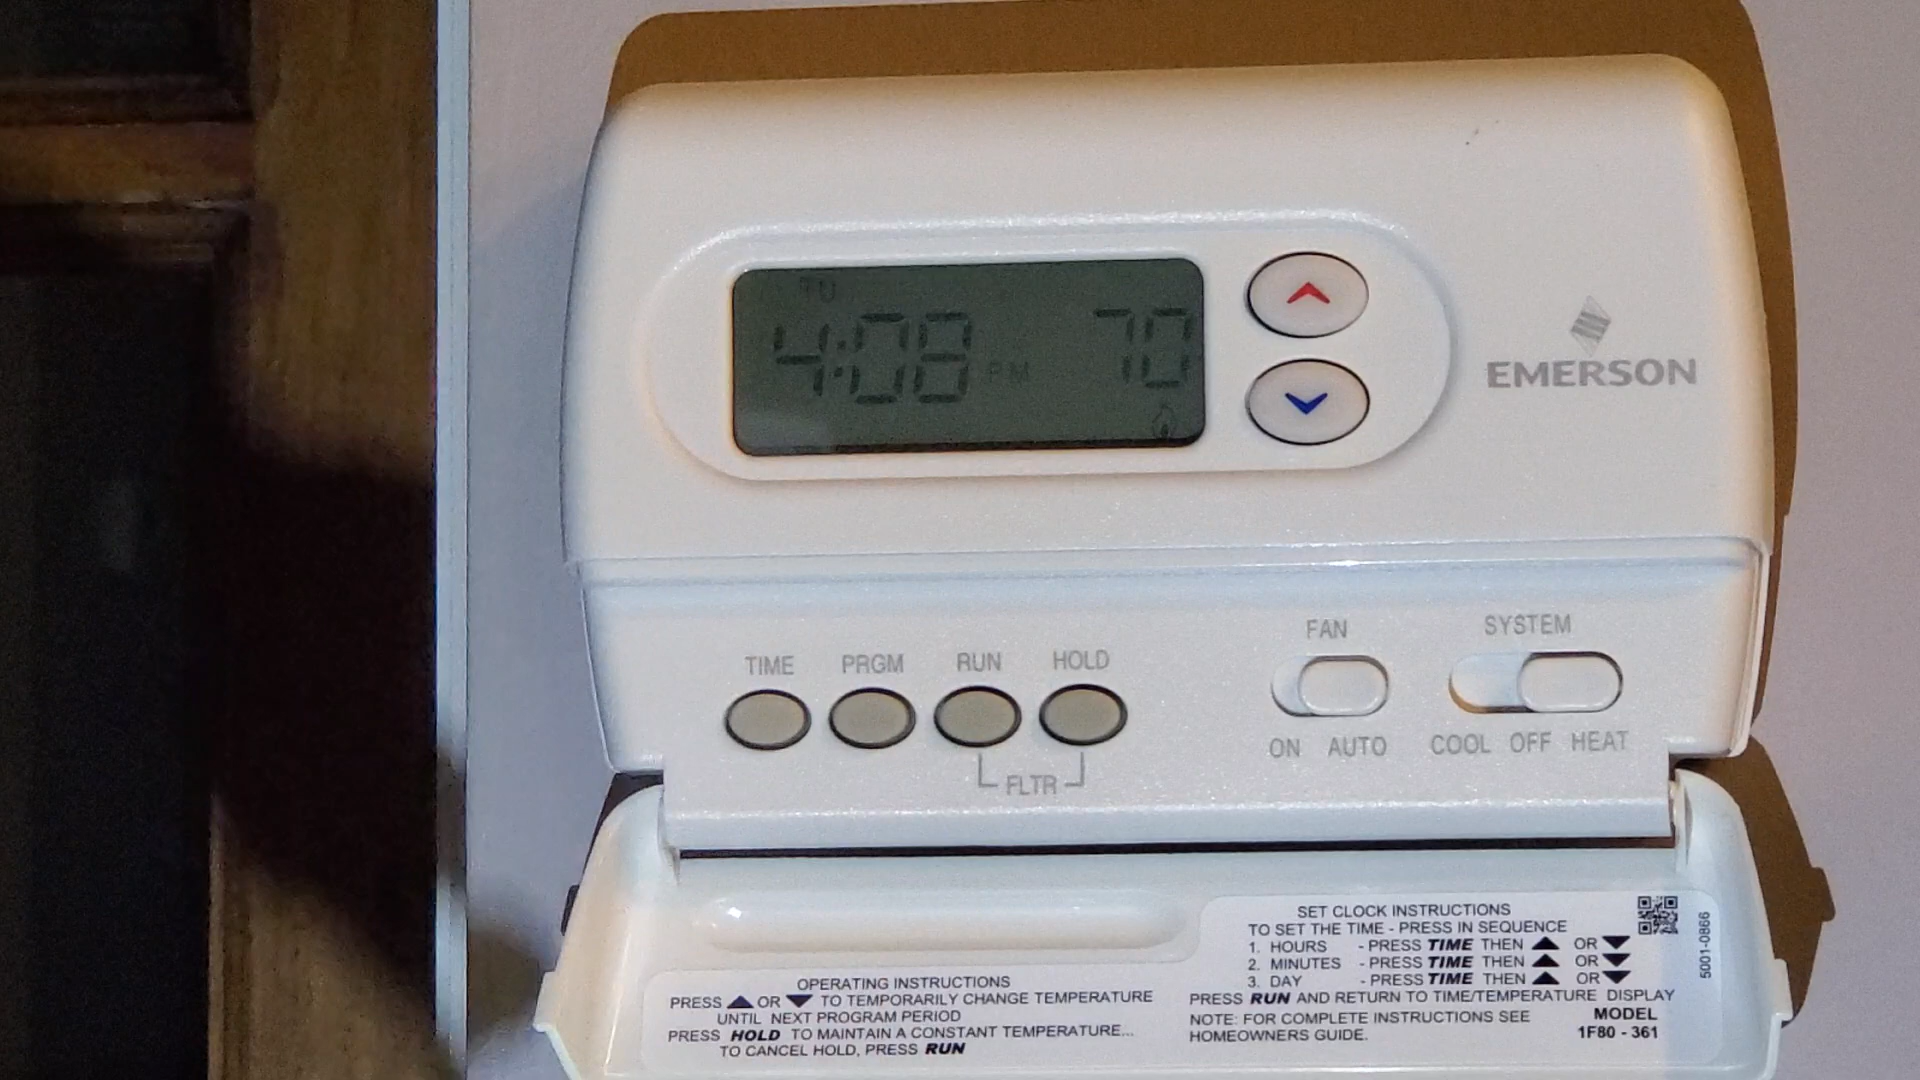 TU
4:08 PM 70
EMERSON
FAN SYSTEM
TIME PRGM RUN HOLD
ON AUTO COOL OFF HEAT
FLTR
SET CLOCK INSTRUCTIONS
TO SET THE TIME - PRESS IN SEQUENCE
1. HOURS - PRESS TIME THEN ▲ OR ▼
2. MINUTES - PRESS TIME THEN ▲ OR ▼
3. DAY - PRESS TIME THEN ▲ OR ▼
PRESS RUN AND RETURN TO TIME/TEMPERATURE DISPLAY
NOTE: FOR COMPLETE INSTRUCTIONS SEE
HOMEOWNERS GUIDE.
MODEL
1F80 - 361
5001-0866
OPERATING INSTRUCTIONS
PRESS ▲ OR ▼ TO TEMPORARILY CHANGE TEMPERATURE
UNTIL NEXT PROGRAM PERIOD
PRESS HOLD TO MAINTAIN A CONSTANT TEMPERATURE...
TO CANCEL HOLD, PRESS RUN